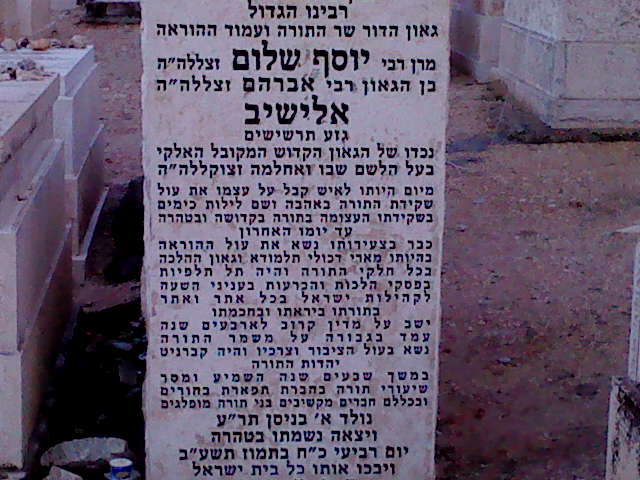 רבינו הגדול
גאון הדור שר התורה ועמוד ההוראה
מרן רבי יוסף שלום זצללה"ה
בן הגאון רבי אברהם זצללה"ה
אלישיב
גזע תרשישים
נכדו של הגאון הקדוש המקובל האלקי
בעל הלשם שבו ואחלמה זצוקללה"ה
מיום היותו לאיש קבל על עצמו את עול
שקידת התורה באהבה ושם לילות כימים
בשקידתו העצומה בתורה בקדושה ובטהרה
עד יומו האחרון
כבר בצעירותו נשא את עול ההוראה
בהיותו מארי דכולי תלמודא וגאון ההלכה
בכל חלקי התורה והיה תל תלפיות
בפסקי הלכות והכרעות בעניני השעה
לקהילות ישראל בכל אתר ואתר
בתורתו ביראתו ובחכמתו
ישב על מדין קרוב לארבעים שנה
עמד בגבורה על משמר התורה
נשא בעול הציבור וצרכיו והיה קברניט
יהדות התורה
במשך שבעים שנה השמיע ומסר
שיעורי תורה בחברת תפארת בחורים
ובכללם חברים מקשיבים בני תורה מופלגים
נולד א' בניסן תר"ע
ויצאה נשמתו בטהרה
יום רביעי כ"ח בתמוז תשע"ב
ויבכו אותו כל בית ישראל